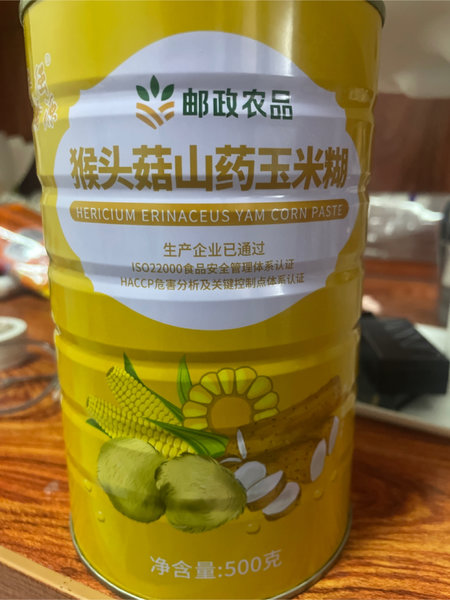 邮政农品
猴头菇山药玉米糊
HERICIUM ERINACEUS YAM CORN PASTE
生产企业已通过
ISO22000食品安全管理体系认证
HACCP危害分析及关键控制点体系认证
净含量:500克